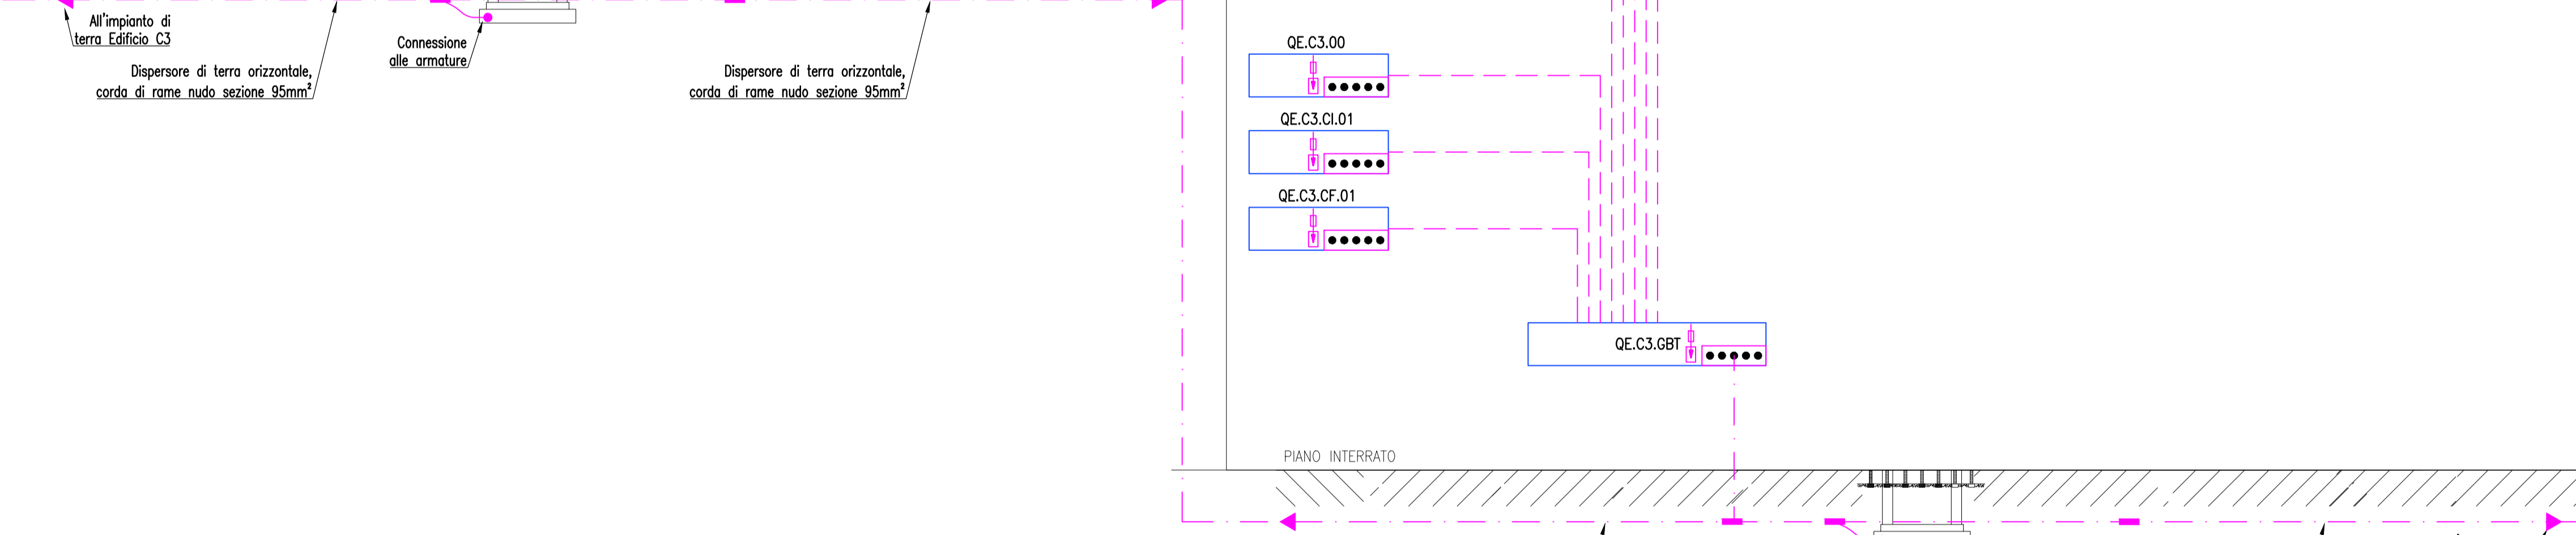 All'impianto di
terra Edificio C3
Connessione
alle armature
Dispersore di terra orizzontale,
corda di rame nudo sezione 95mm²
Dispersore di terra orizzontale,
corda di rame nudo sezione 95mm²
QE.C3.00
QE.C3.CI.01
QE.C3.CF.01
QE.C3.GBT
PIANO INTERRATO